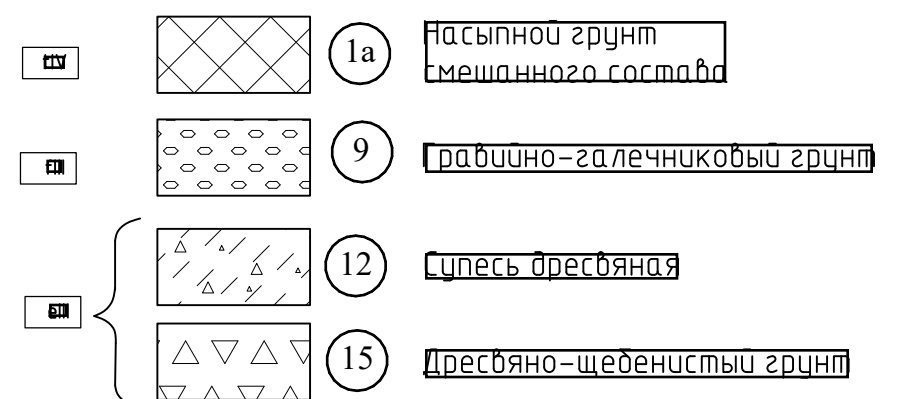 1а
Насыпной грунт
смешанного состава
9
Гравийно-галечниковый грунт
12
Супесь дресвяная
15
Дресвяно-щебенистый грунт